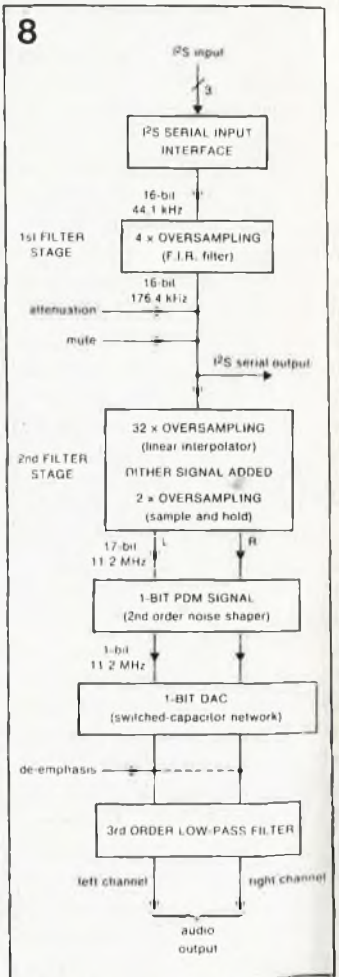 8
I²S input
3
I²S SERIAL INPUT
INTERFACE
16-bit
44.1 kHz
1st FILTER
STAGE
4 x OVERSAMPLING
(F.I.R. filter)
16-bit
176.4 kHz
attenuation
mute
I²S serial output
2nd FILTER
STAGE
32 x OVERSAMPLING
(linear interpolator)
DITHER SIGNAL ADDED
2 x OVERSAMPLING
(sample and hold)
L
R
17-bit
11.2 MHz
1-BIT PDM SIGNAL
(2nd order noise shaper)
1-bit
11.2 MHz
1-BIT DAC
(switched-capacitor network)
de-emphasis
3rd ORDER LOW-PASS FILTER
left channel
right channel
audio
output